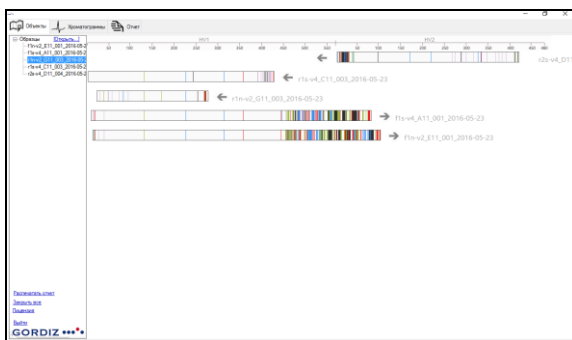 Объекты Хроматограммы Отчет
Образцы Открыть...
HV1 HV2
f1n-v2_E11_001_2016-05-2
f1s-v4_A11_001_2016-05-2
r1n-v2_G11_003_2016-05-2
r1s-v4_C11_003_2016-05-2
r2s-v4_D11_004_2016-05-2
r2s-v4_D11
r1s-v4_C11_003_2016-05-23
r1n-v2_G11_003_2016-05-23
f1s-v4_A11_001_2016-05-23
f1n-v2_E11_001_2016-05-23
Распечатать отчет
Закрыть все
Лицензия
Выйти
GORDIZ